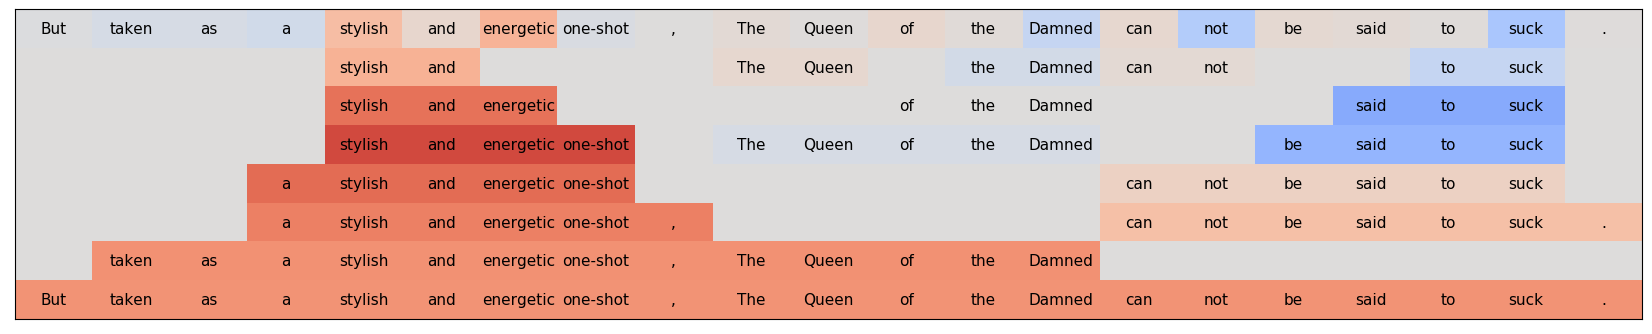 But taken as a stylish and energetic one-shot , The Queen of the Damned can not be said to suck .
stylish and The Queen the Damned can not to suck
stylish and energetic of the Damned said to suck
stylish and energetic one-shot The Queen of the Damned be said to suck
a stylish and energetic one-shot can not be said to suck
a stylish and energetic one-shot , can not be said to suck .
taken as a stylish and energetic one-shot , The Queen of the Damned
But taken as a stylish and energetic one-shot , The Queen of the Damned can not be said to suck .